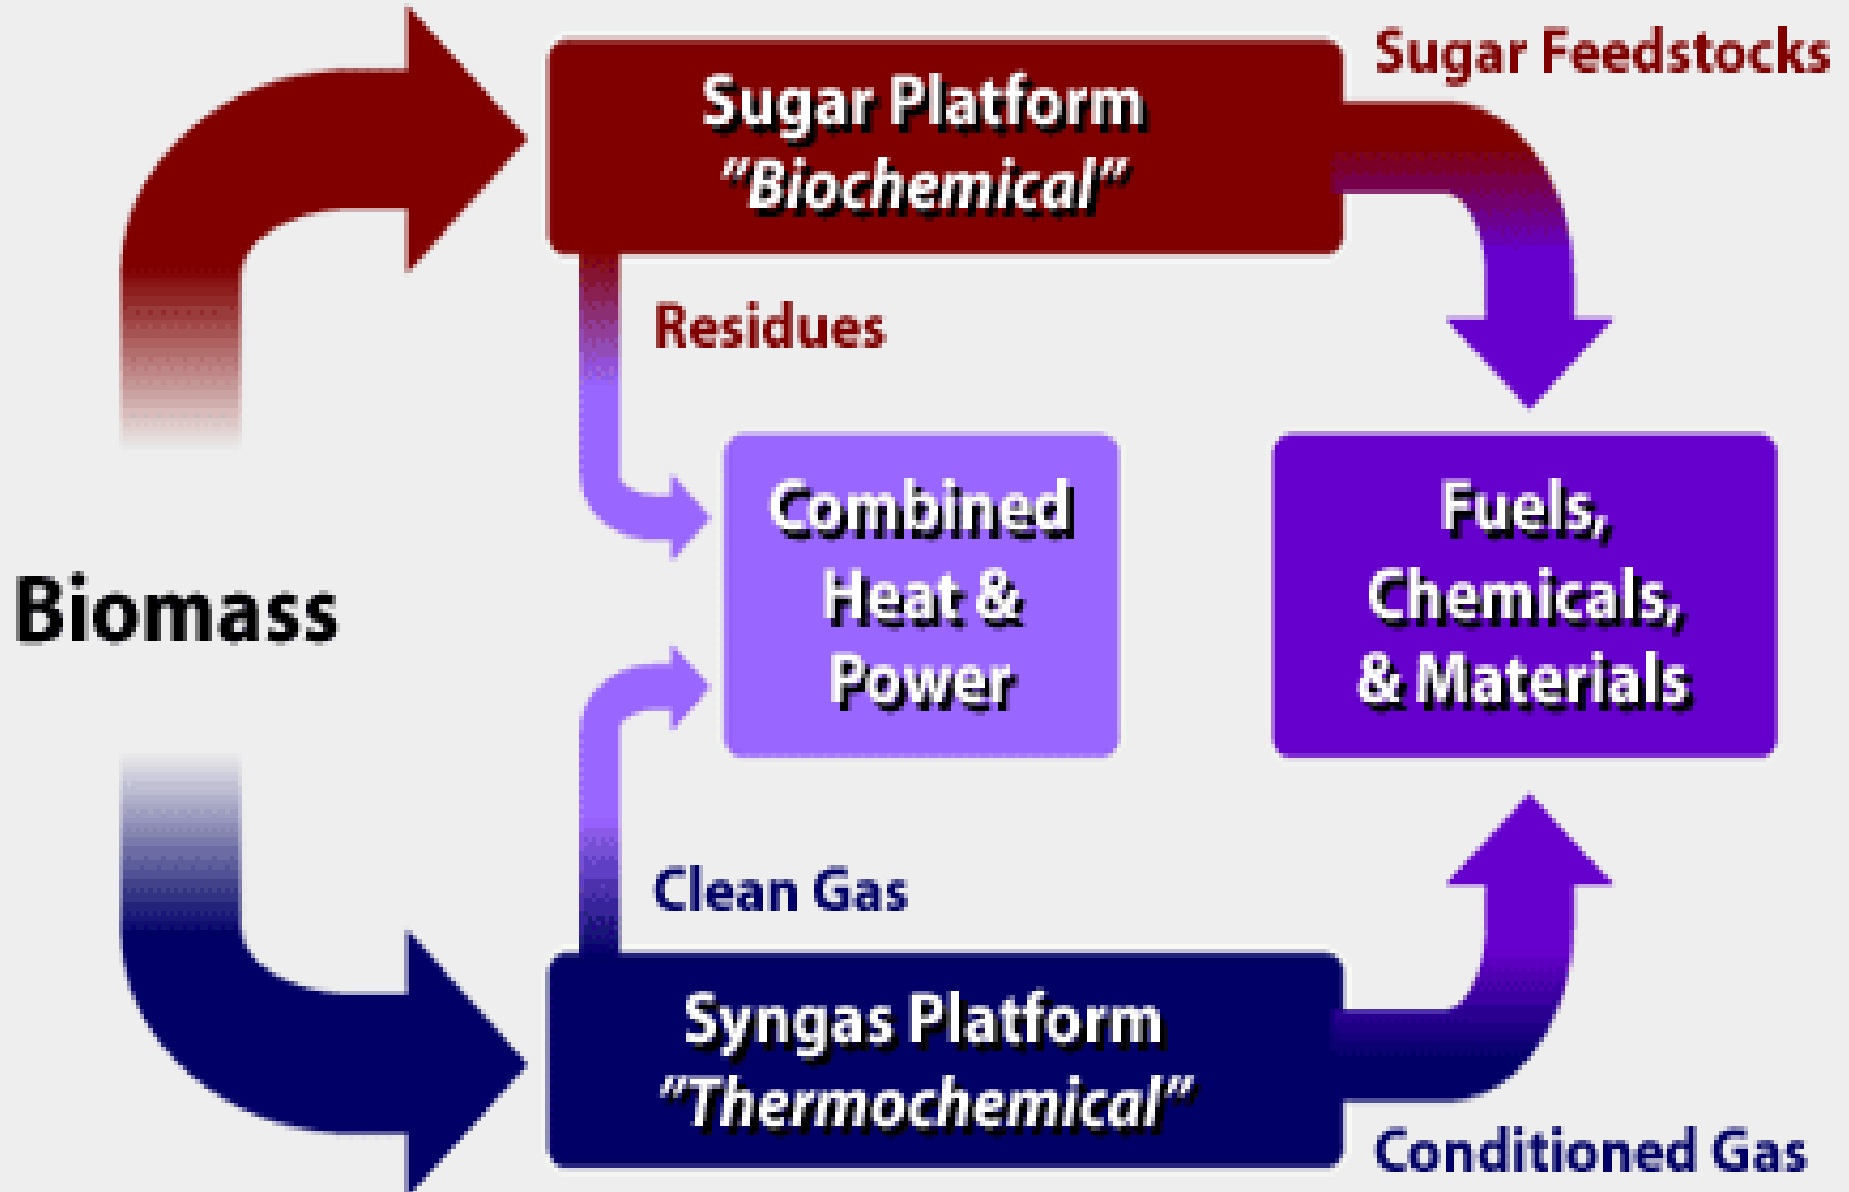 Sugar Feedstocks
Sugar Platform
"Biochemical"
Residues
Combined
Heat &
Power
Fuels,
Chemicals,
& Materials
Biomass
Clean Gas
Syngas Platform
"Thermochemical"
Conditioned Gas